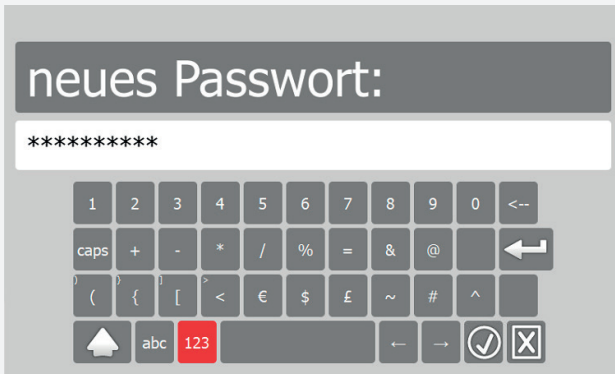 neues Passwort:
**********
1 2 3 4 5 6 7 8 9 0 <--
caps + - * / % = & @
) ( } { ] [ > < € $ £ ~ # ^
abc 123 ← →